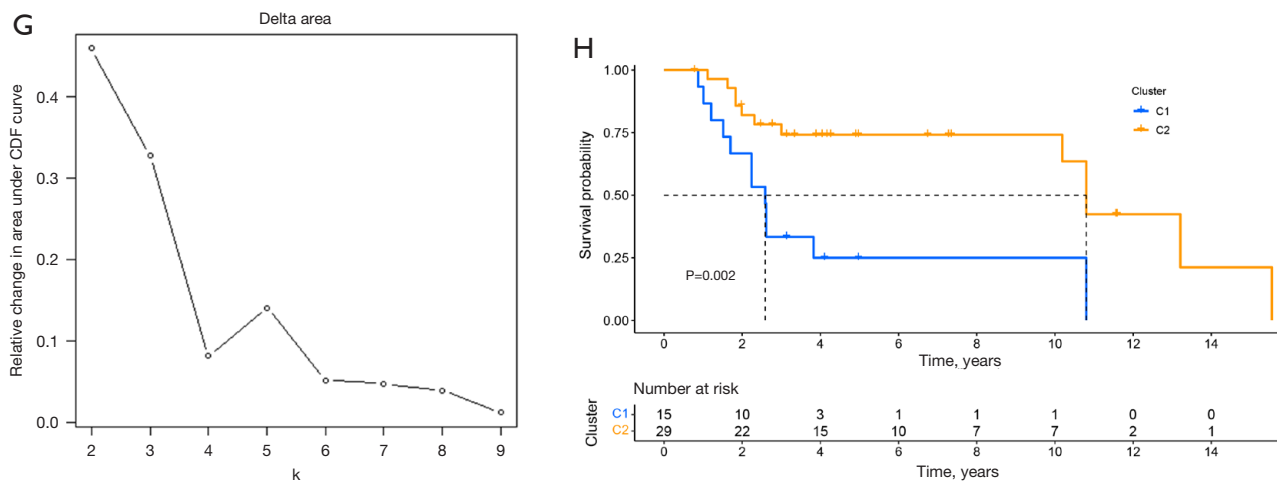 G
Delta area
Relative change in area under CDF curve
0.4
0.3
0.2
0.1
0.0
2 3 4 5 6 7 8 9
k
H
Survival probability
1.00
0.75
0.50
0.25
0.00
Cluster
C1
C2
P=0.002
0 2 4 6 8 10 12 14
Time, years
Number at risk
Cluster
C1 15 10 3 1 1 1 0 0
C2 29 22 15 10 7 7 2 1
0 2 4 6 8 10 12 14
Time, years